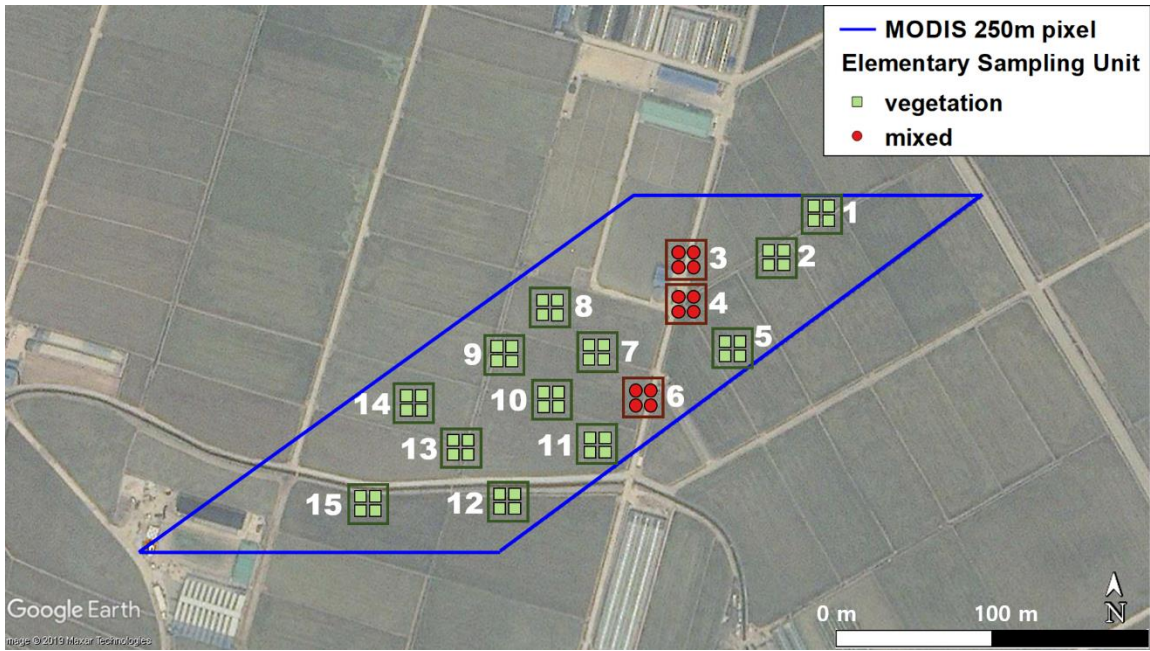 MODIS 250m pixel
Elementary Sampling Unit
vegetation
mixed
1
2
3
4
5
8
7
9
6
14
10
13
11
15
12
Google Earth
Image © 2019 Maxar Technologies
0 m 100 m
N